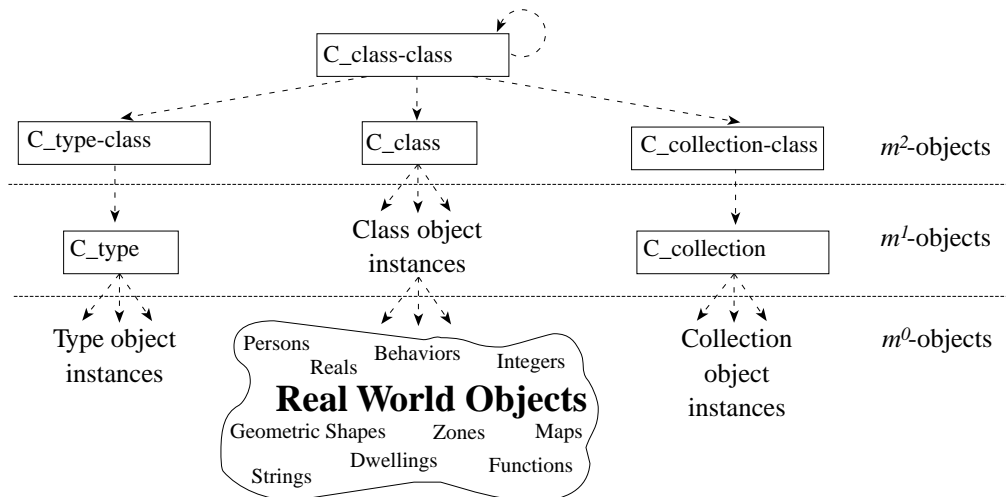 C_class-class
C_type-class
C_class
C_collection-class
m²-objects
C_type
Class object
instances
C_collection
m¹-objects
Type object
instances
Persons
Behaviors
Reals
Integers
Real World Objects
Geometric Shapes
Zones
Maps
Strings
Dwellings
Functions
Collection
object
instances
m⁰-objects